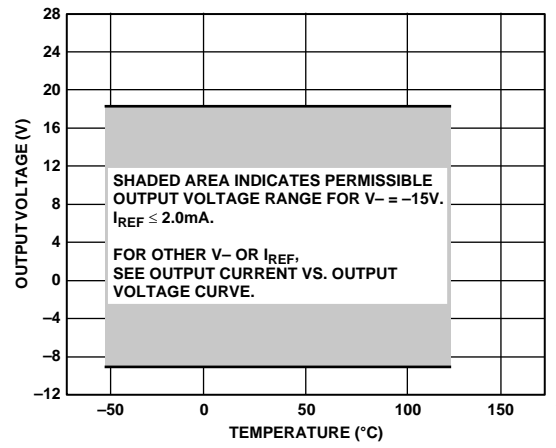 28
24
20
16
12
8
4
0
–4
–8
–12
OUTPUT VOLTAGE (V)
SHADED AREA INDICATES PERMISSIBLE
OUTPUT VOLTAGE RANGE FOR V– = –15V.
IREF ≤ 2.0mA.
FOR OTHER V– OR IREF,
SEE OUTPUT CURRENT VS. OUTPUT
VOLTAGE CURVE.
–50 0 50 100 150
TEMPERATURE (°C)